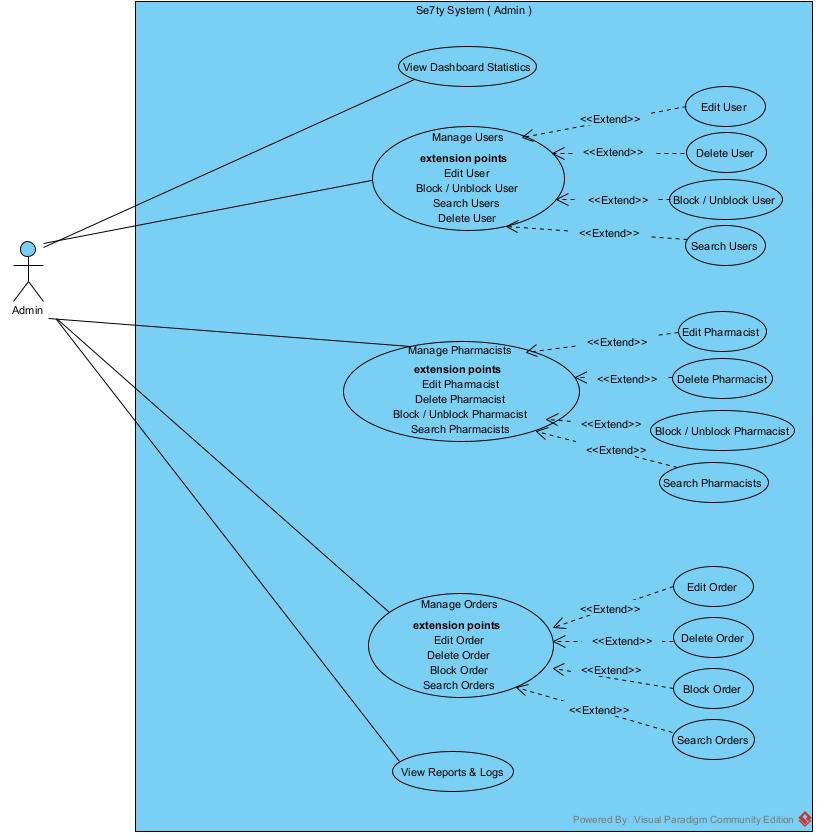 Se7ty System ( Admin )
View Dashboard Statistics
Admin
Manage Users
extension points
Edit User
Block / Unblock User
Search Users
Delete User
<<Extend>>
Edit User
<<Extend>>
Delete User
<<Extend>>
Block / Unblock User
<<Extend>>
Search Users
Manage Pharmacists
extension points
Edit Pharmacist
Delete Pharmacist
Block / Unblock Pharmacist
Search Pharmacists
<<Extend>>
Edit Pharmacist
<<Extend>>
Delete Pharmacist
<<Extend>>
Block / Unblock Pharmacist
<<Extend>>
Search Pharmacists
Manage Orders
extension points
Edit Order
Delete Order
Block Order
Search Orders
<<Extend>>
Edit Order
<<Extend>>
Delete Order
<<Extend>>
Block Order
<<Extend>>
Search Orders
View Reports & Logs
Powered By: Visual Paradigm Community Edition